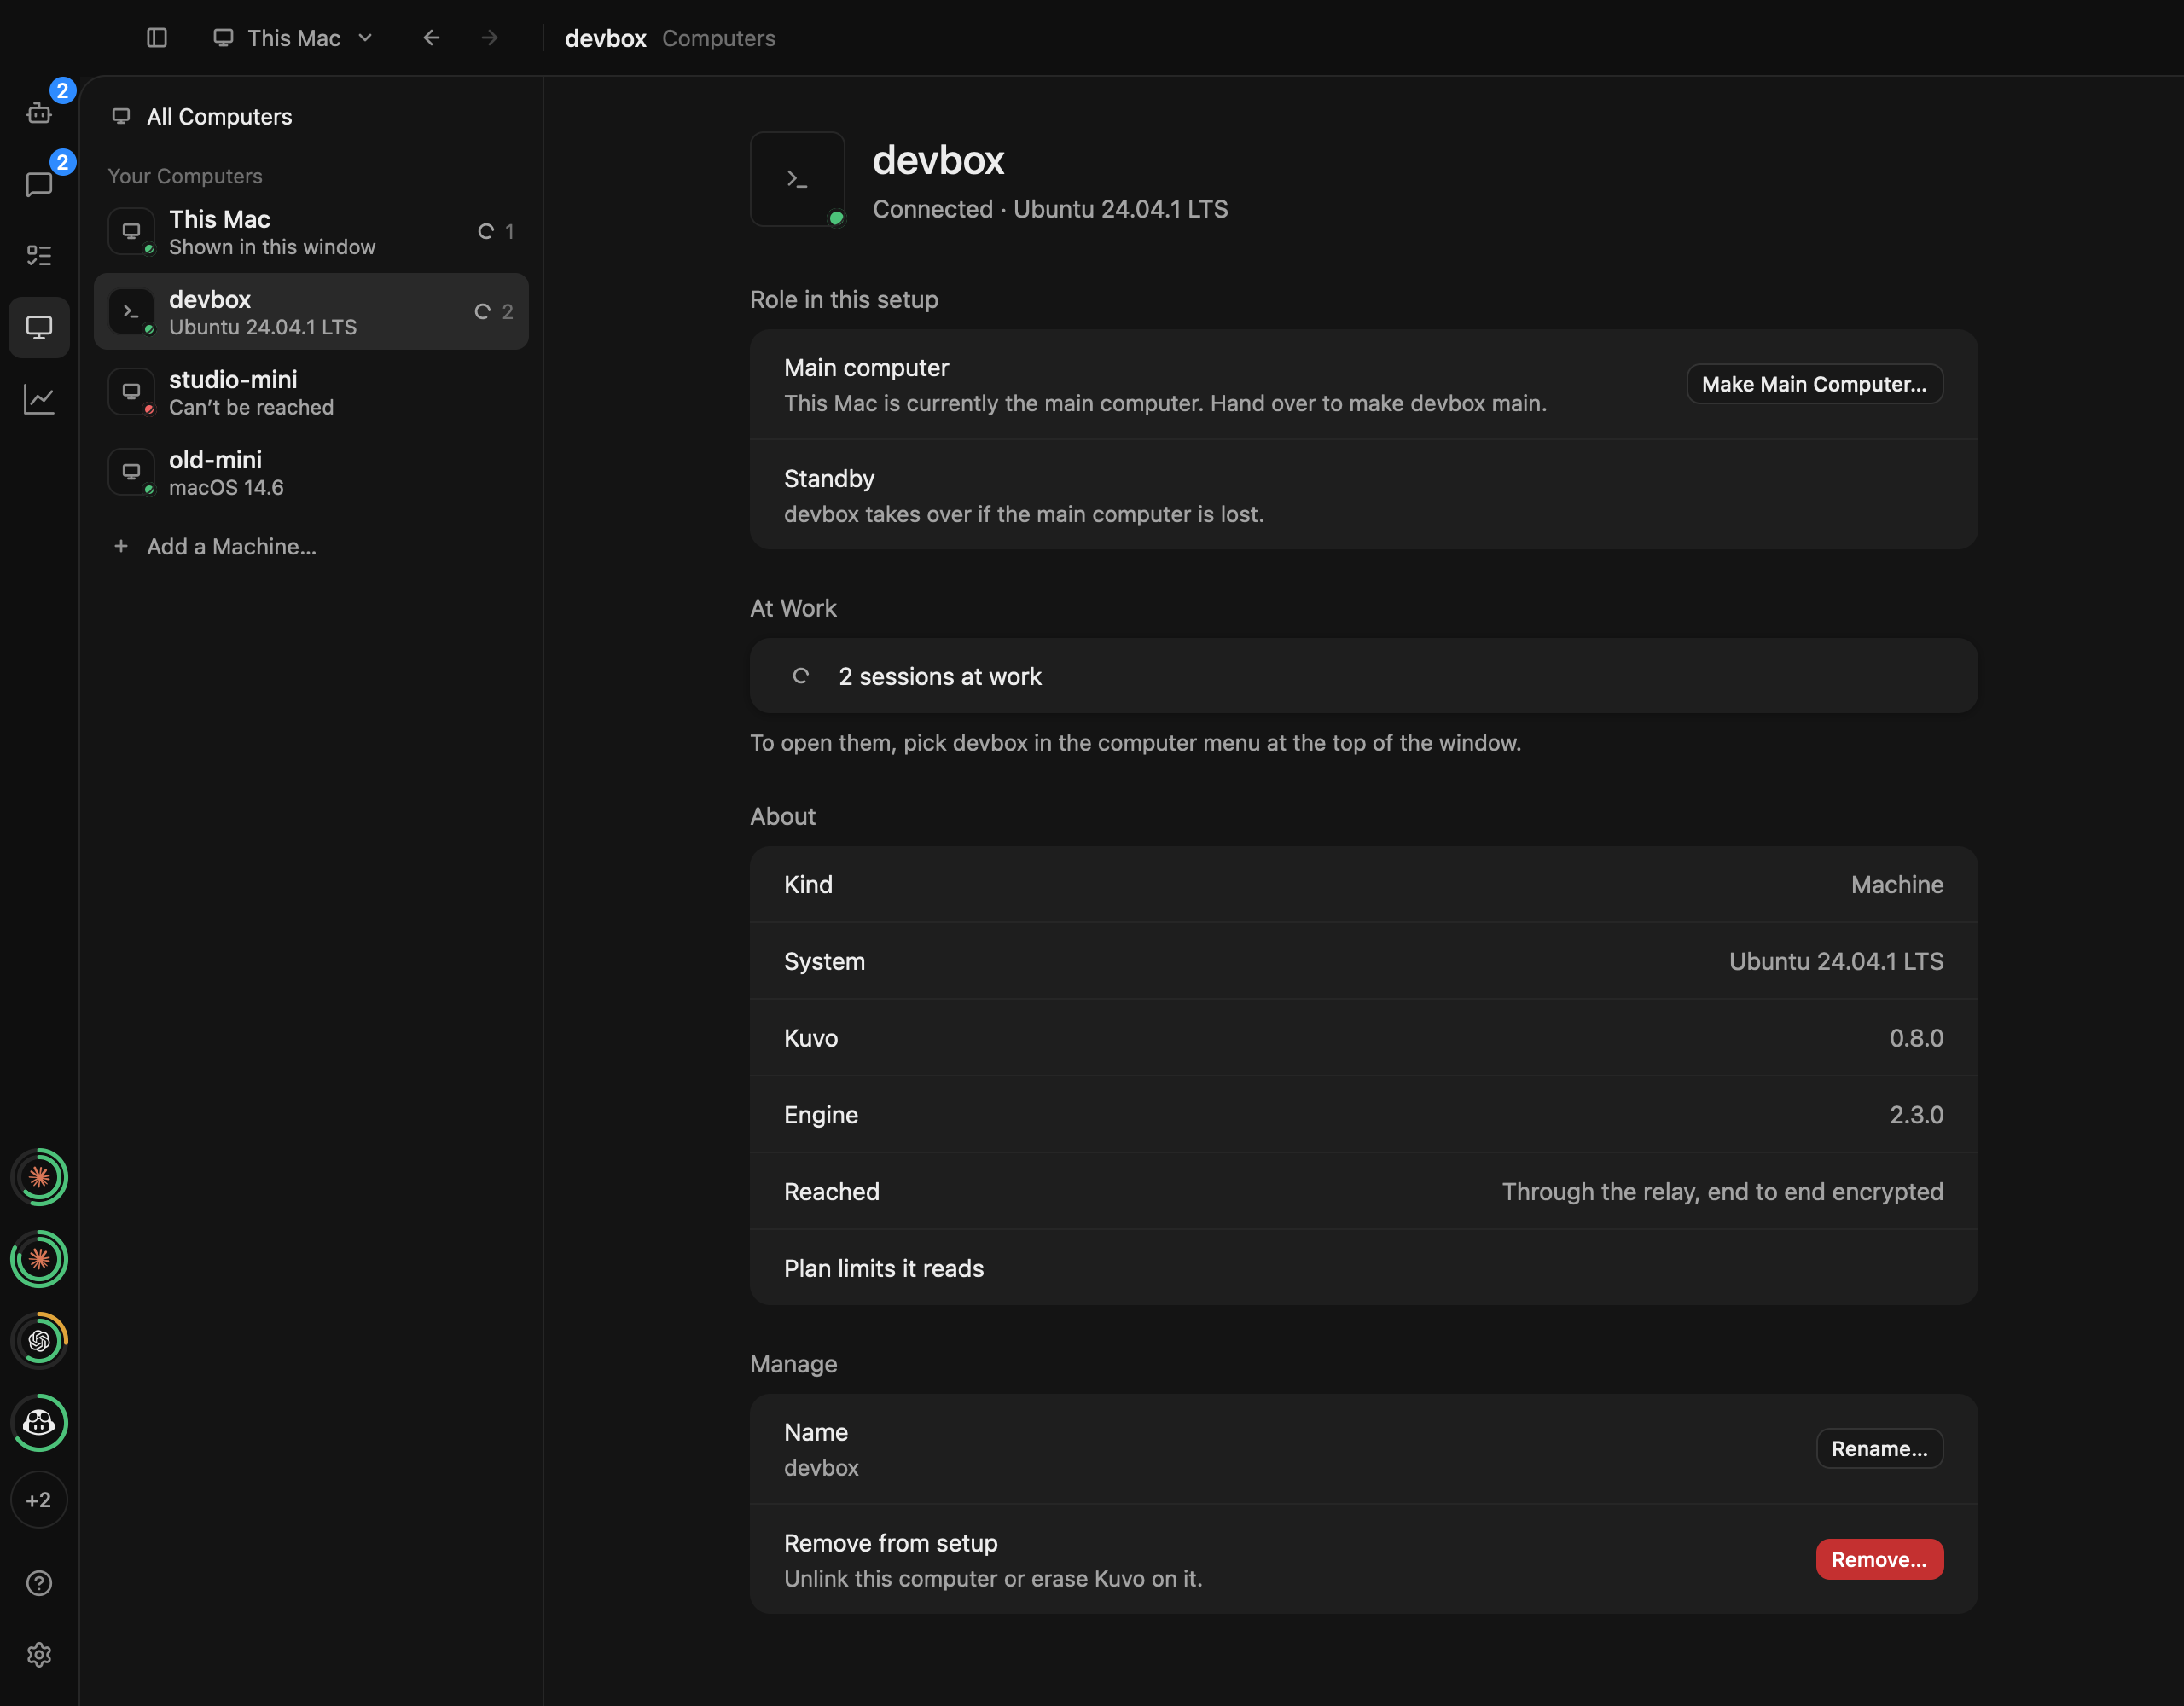 This Mac
devbox Computers
2
2
All Computers
Your Computers
This Mac
Shown in this window
1
devbox
Ubuntu 24.04.1 LTS
2
studio-mini
Can’t be reached
old-mini
macOS 14.6
+ Add a Machine...
+2
devbox
Connected · Ubuntu 24.04.1 LTS
Role in this setup
Main computer
This Mac is currently the main computer. Hand over to make devbox main.
Make Main Computer...
Standby
devbox takes over if the main computer is lost.
At Work
2 sessions at work
To open them, pick devbox in the computer menu at the top of the window.
About
Kind Machine
System Ubuntu 24.04.1 LTS
Kuvo 0.8.0
Engine 2.3.0
Reached Through the relay, end to end encrypted
Plan limits it reads
Manage
Name
devbox
Rename...
Remove from setup
Unlink this computer or erase Kuvo on it.
Remove...